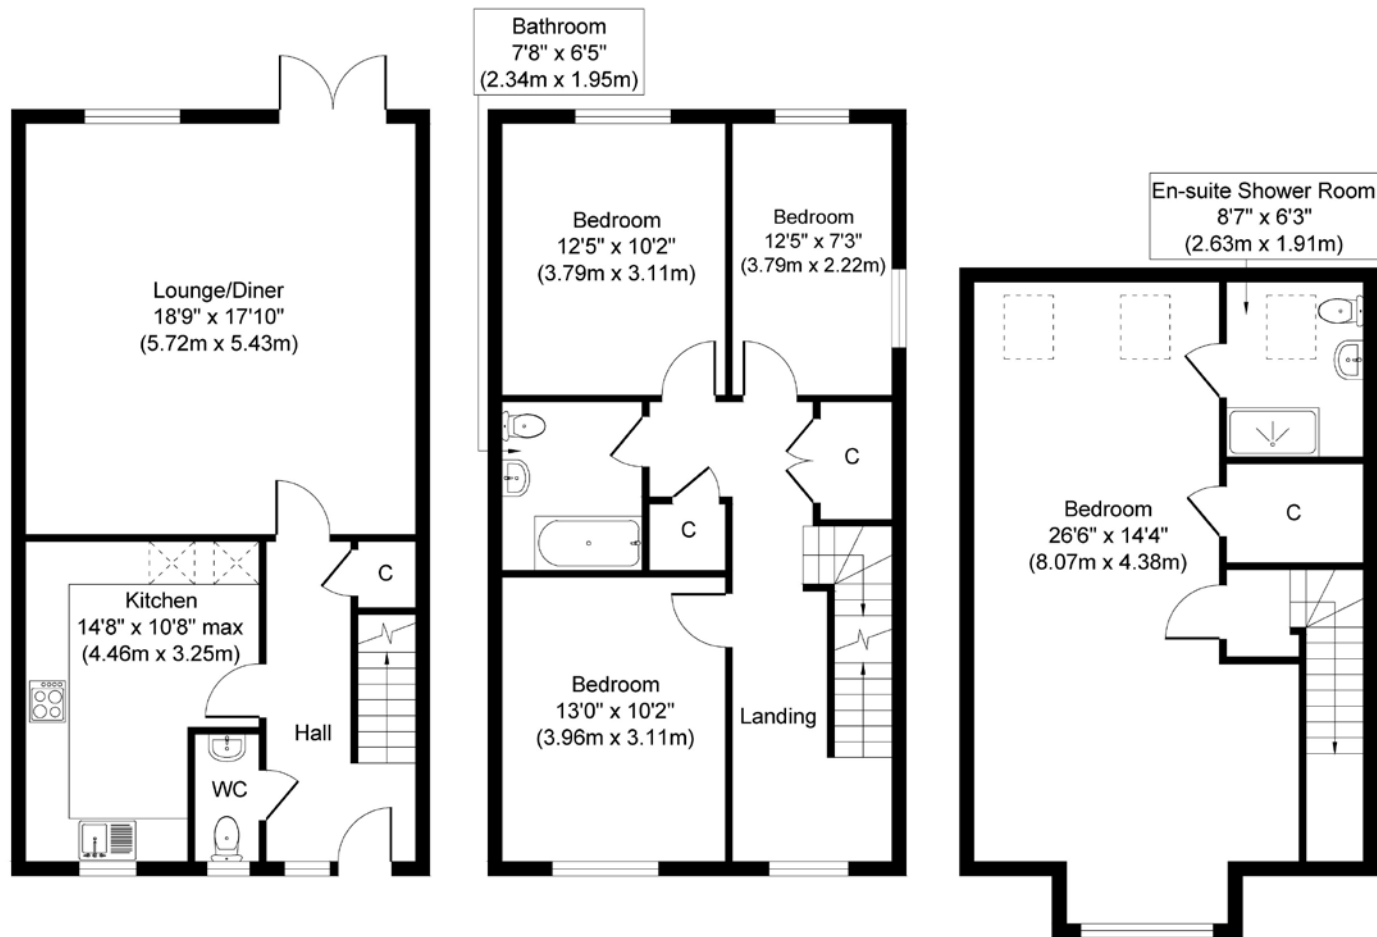 Bathroom
7'8" x 6'5"
(2.34m x 1.95m)
Lounge/Diner
18'9" x 17'10"
(5.72m x 5.43m)
Kitchen
14'8" x 10'8" max
(4.46m x 3.25m)
C
Hall
WC
Bedroom
12'5" x 10'2"
(3.79m x 3.11m)
Bedroom
12'5" x 7'3"
(3.79m x 2.22m)
C
C
Bedroom
13'0" x 10'2"
(3.96m x 3.11m)
Landing
En-suite Shower Room
8'7" x 6'3"
(2.63m x 1.91m)
Bedroom
26'6" x 14'4"
(8.07m x 4.38m)
C